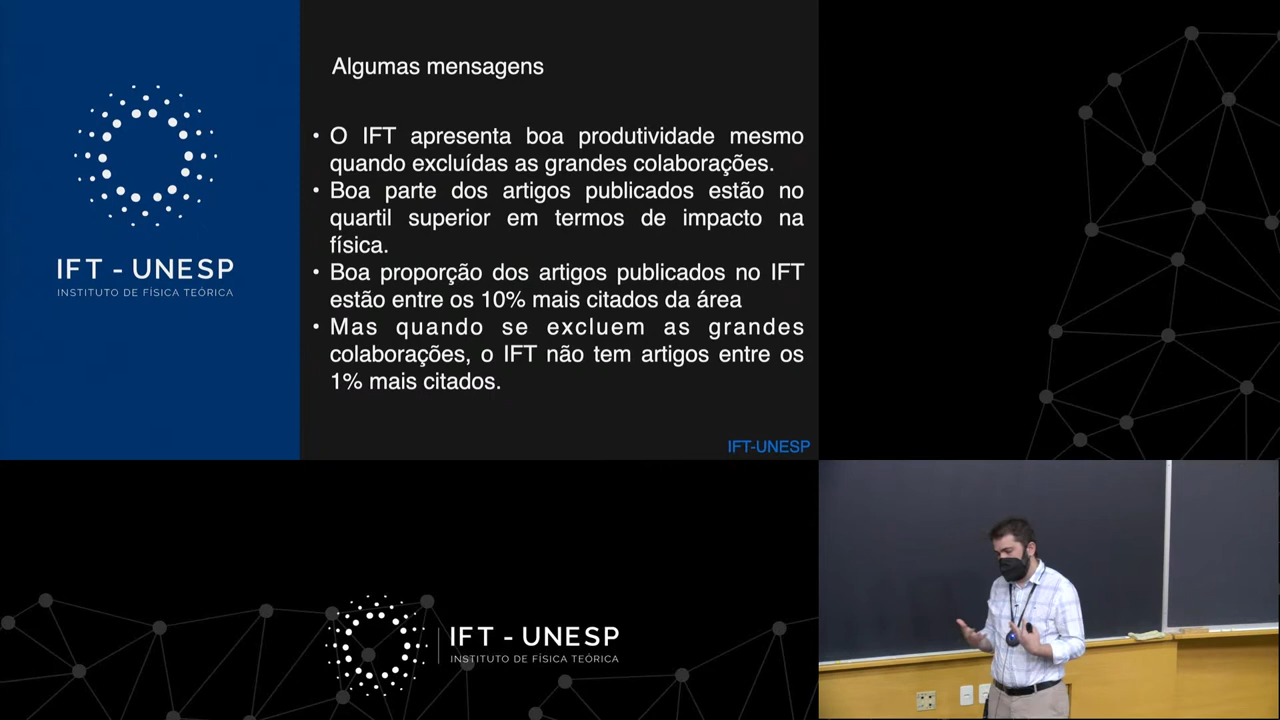 Algumas mensagens
• O IFT apresenta boa produtividade mesmo
quando excluídas as grandes colaborações.
• Boa parte dos artigos publicados estão no
quartil superior em termos de impacto na
física.
• Boa proporção dos artigos publicados no IFT
estão entre os 10% mais citados da área
• Mas quando se excluem as grandes
colaborações, o IFT não tem artigos entre os
1% mais citados.
IFT - UNESP
INSTITUTO DE FÍSICA TEÓRICA
IFT-UNESP
IFT - UNESP
INSTITUTO DE FÍSICA TEÓRICA